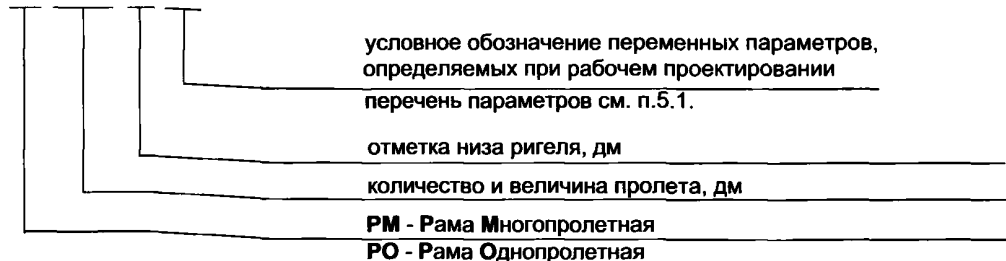 условное обозначение переменных параметров,
определяемых при рабочем проектировании
перечень параметров см. п.5.1.
отметка низа ригеля, дм
количество и величина пролета, дм
РМ - Рама Многопролетная
РО - Рама Однопролетная